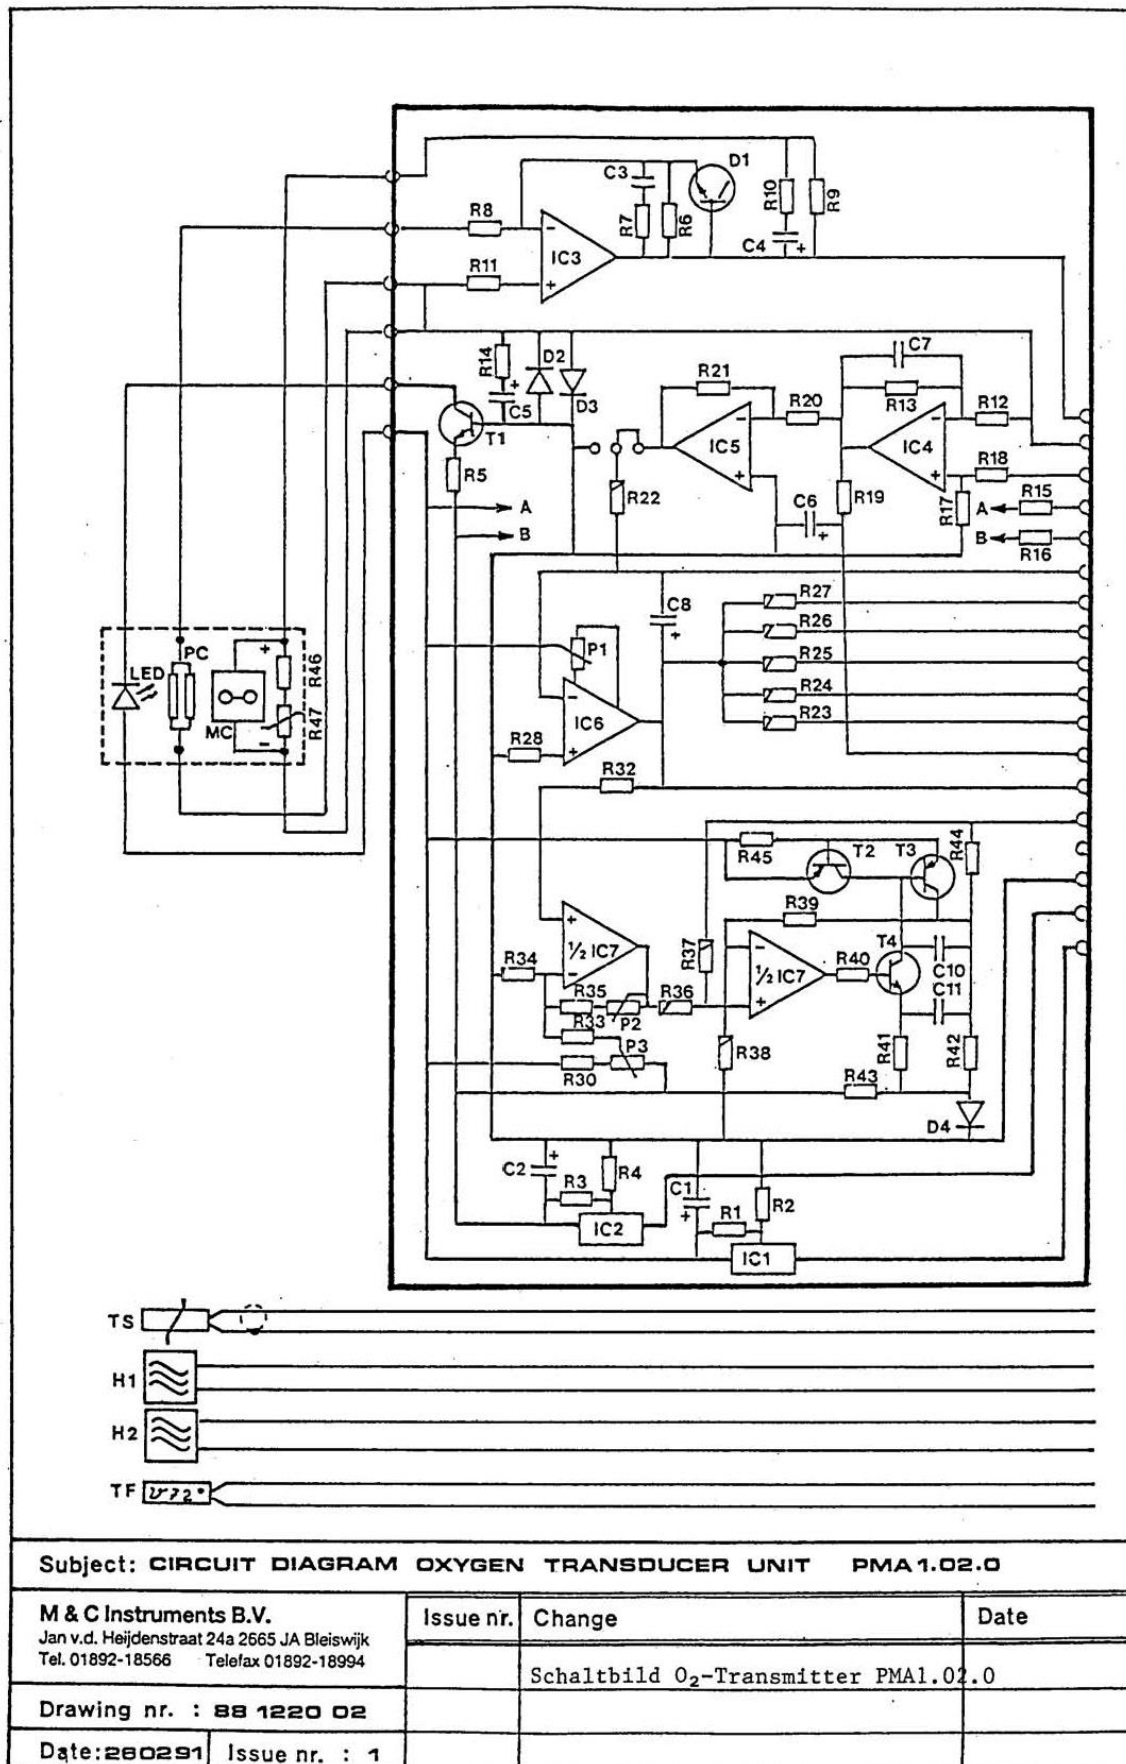 D1
C3
R10
R9
R8
R7
R6
C4
+
-
IC3
R11
+
R14
D2
C7
+
C5
D3
R21
R20
R13
R12
T1
-
IC5
-
IC4
R5
+
+
R18
R22
R19
A
C6
R17
A
R15
B
+
B
R16
R27
C8
R26
P1
+
R25
PC
+
R46
LED
R24
-
IC6
R23
MC
-
R47
R28
+
R32
R45
T2
T3
R44
R39
+
T4
½ IC7
R37
-
R34
-
½ IC7
R40
C10
R35
R36
+
C11
R33
P2
P3
R38
R41
R42
R30
R43
D4
C2
+
R4
R3
C1
R2
+
R1
IC2
IC1
TS
H1
H2
TF
Subject: CIRCUIT DIAGRAM OXYGEN TRANSDUCER UNIT PMA1.02.0
M & C Instruments B.V.
Jan v.d. Heijdenstraat 24a 2665 JA Bleiswijk
Tel. 01892-18566 Telefax 01892-18994
Issue nr. Change Date
Schaltbild O₂-Transmitter PMA1.02.0
Drawing nr. : 88 1220 02
Date: 280291 Issue nr. : 1